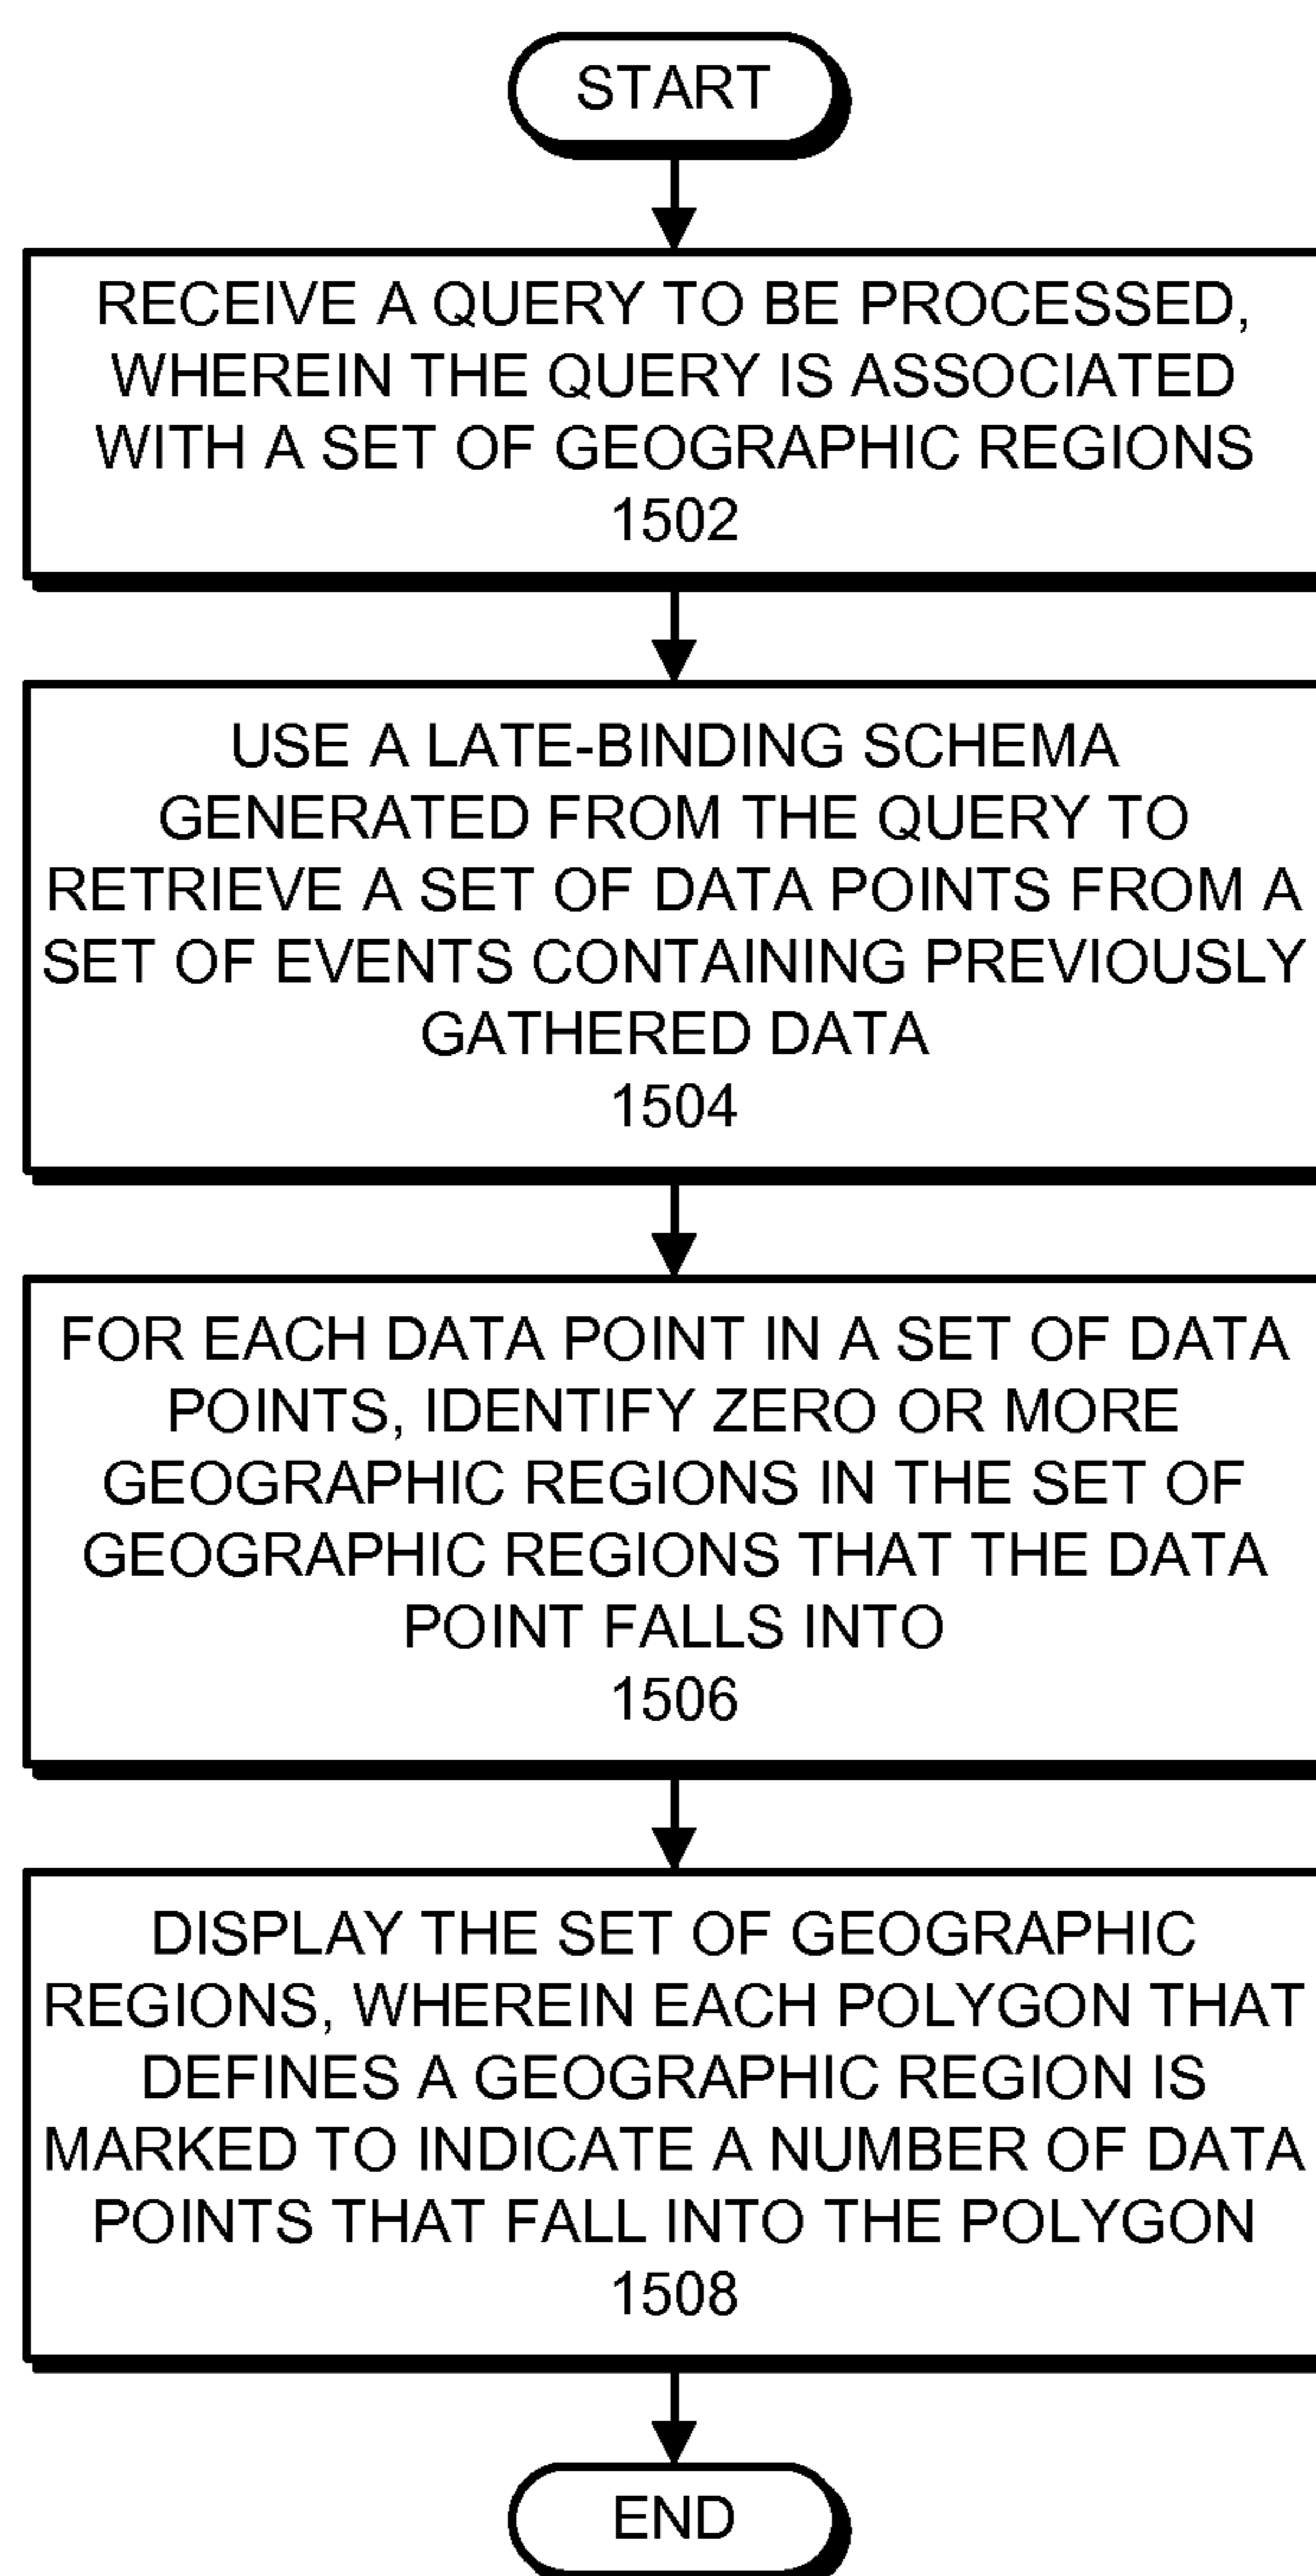 START
RECEIVE A QUERY TO BE PROCESSED,
WHEREIN THE QUERY IS ASSOCIATED
WITH A SET OF GEOGRAPHIC REGIONS
1502
USE A LATE-BINDING SCHEMA
GENERATED FROM THE QUERY TO
RETRIEVE A SET OF DATA POINTS FROM A
SET OF EVENTS CONTAINING PREVIOUSLY
GATHERED DATA
1504
FOR EACH DATA POINT IN A SET OF DATA
POINTS, IDENTIFY ZERO OR MORE
GEOGRAPHIC REGIONS IN THE SET OF
GEOGRAPHIC REGIONS THAT THE DATA
POINT FALLS INTO
1506
DISPLAY THE SET OF GEOGRAPHIC
REGIONS, WHEREIN EACH POLYGON THAT
DEFINES A GEOGRAPHIC REGION IS
MARKED TO INDICATE A NUMBER OF DATA
POINTS THAT FALL INTO THE POLYGON
1508
END